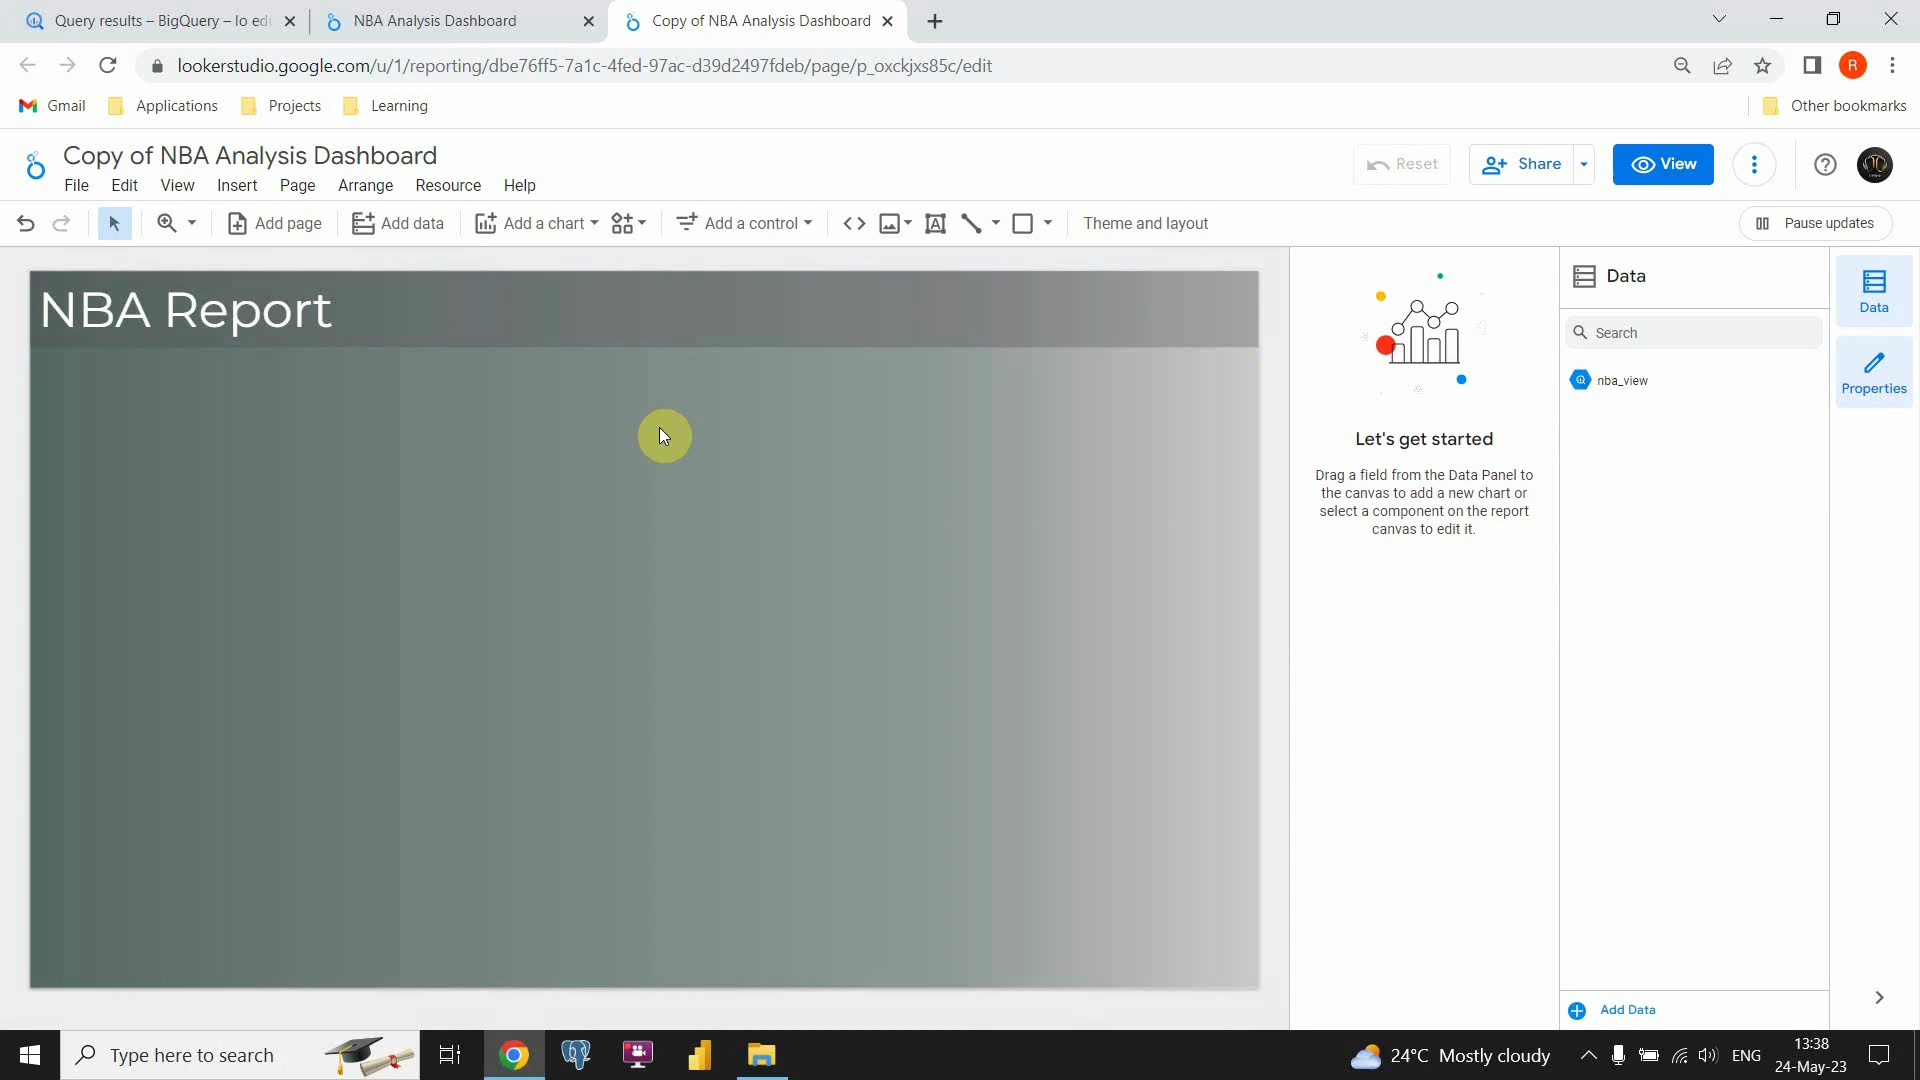 Query results – BigQuery – lo edi
NBA Analysis Dashboard
Copy of NBA Analysis Dashboard
lookerstudio.google.com/u/1/reporting/dbe76ff5-7a1c-4fed-97ac-d39d2497fdeb/page/p_oxckjxs85c/edit
R
Gmail
Applications
Projects
Learning
Other bookmarks
Copy of NBA Analysis Dashboard
Reset
Share
View
File Edit View Insert Page Arrange Resource Help
Add page
Add data
Add a chart
Add a control
Theme and layout
Pause updates
NBA Report
Let's get started
Drag a field from the Data Panel to
the canvas to add a new chart or
select a component on the report
canvas to edit it.
Data
Search
nba_view
Add Data
Data
Properties
Type here to search
24°C Mostly cloudy
ENG
13:38
24-May-23